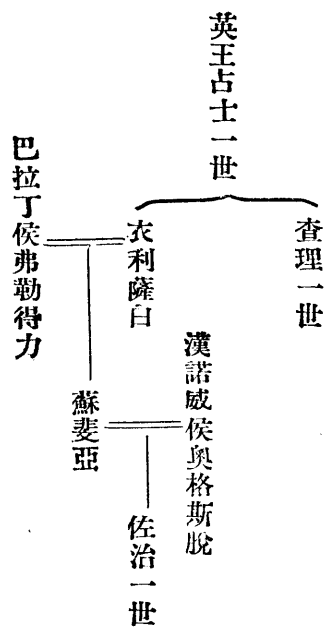 英王占士一世
查理一世
衣利薩白
巴拉丁侯弗勒得力
漢諾威侯奥格斯脫
蘇斐亞
佐治一世